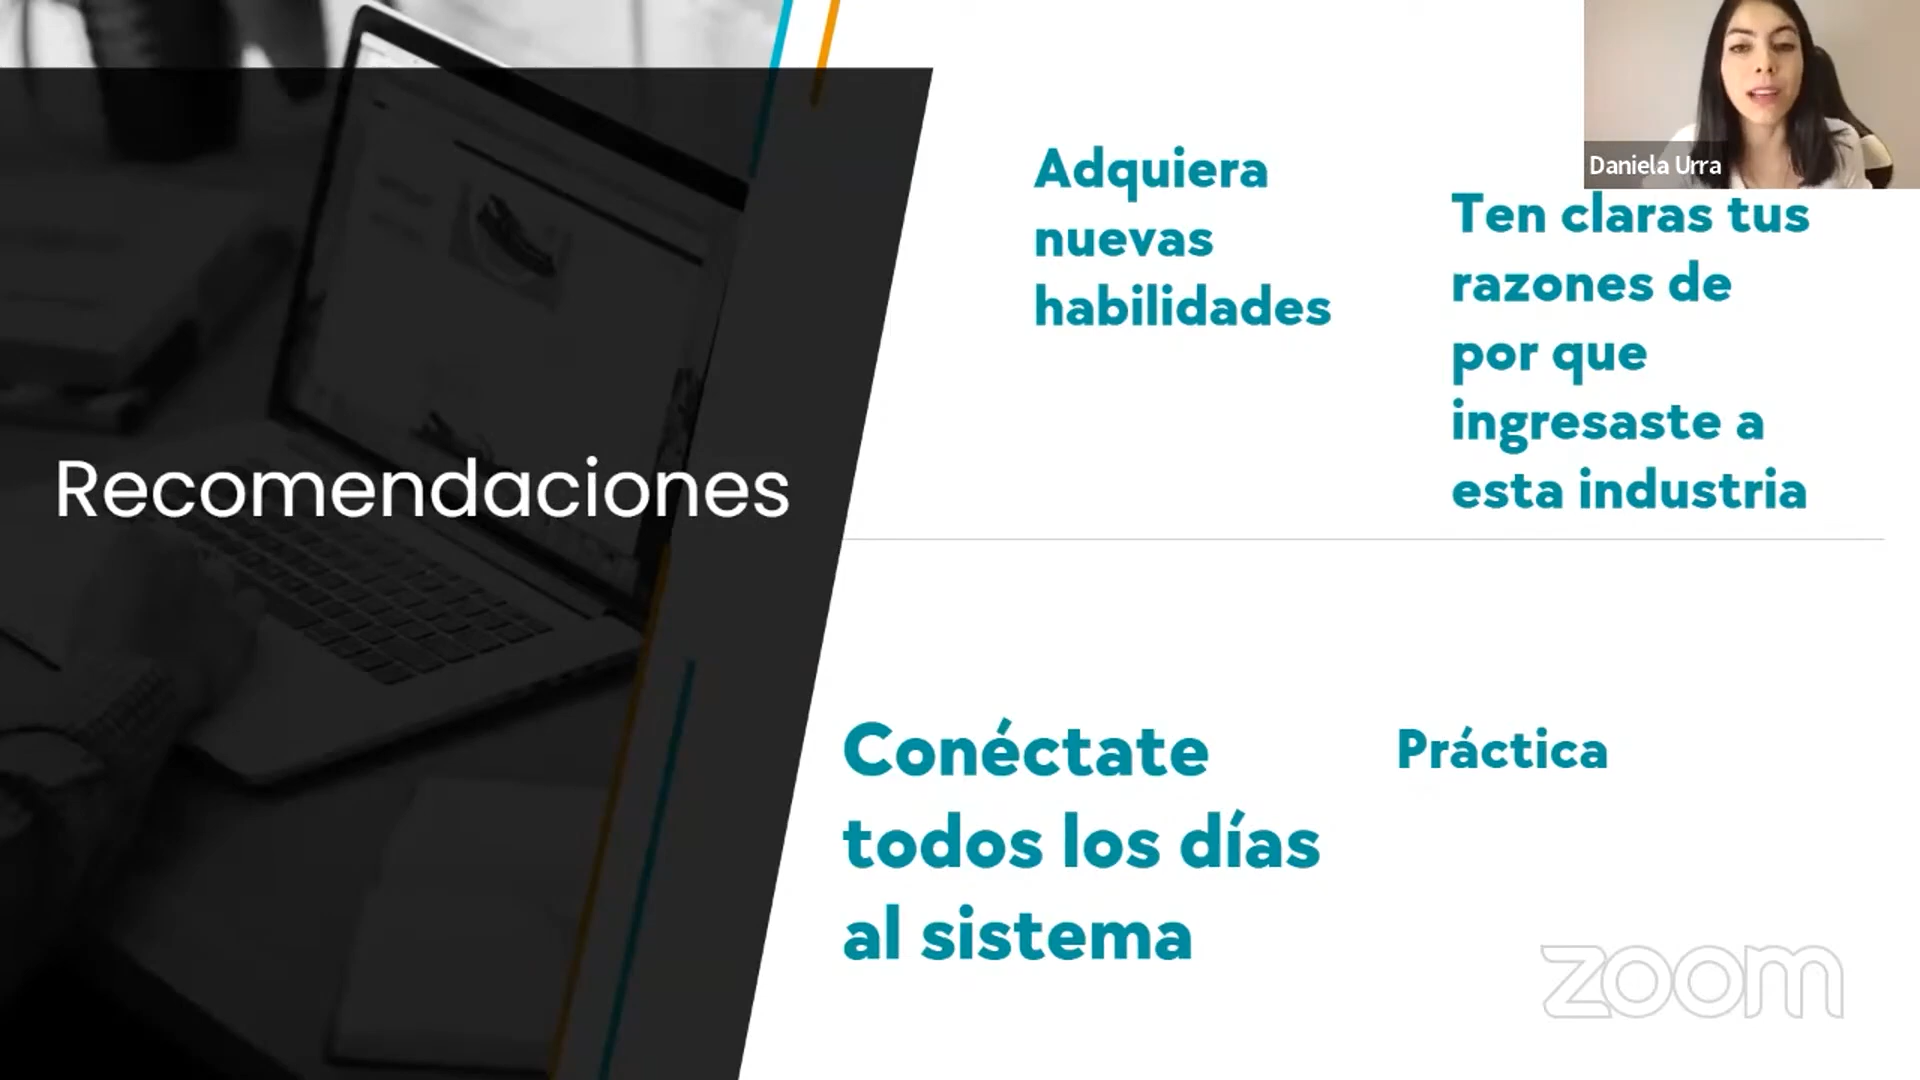 Recomendaciones
Adquiera
nuevas
habilidades
Daniela Urra
Ten claras tus
razones de
por que
ingresaste a
esta industria
Conéctate
todos los días
al sistema
Práctica
zoom